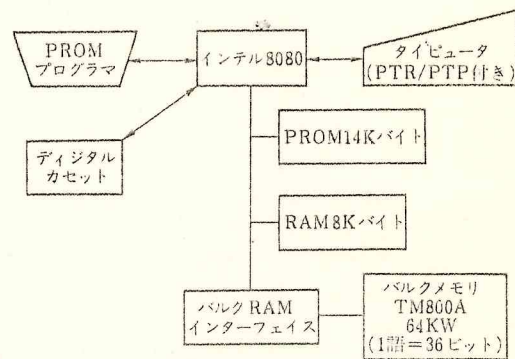 PROM
プログラマ
インテル8080
タイピュータ
(PTR/PTP付き)
ディジタル
カセット
PROM14Kバイト
RAM8Kバイト
バルクRAM
インターフェイス
バルクメモリ
TM800A
64KW
(1語=36ビット)